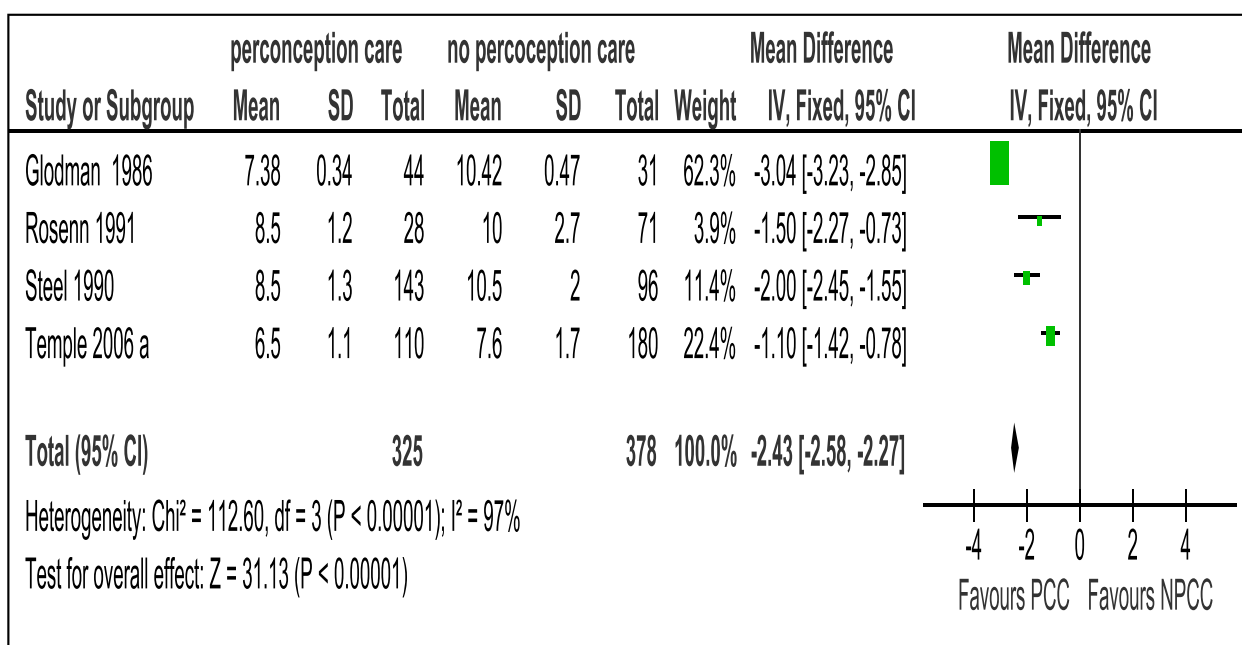 perconception care no percoception care Mean Difference Mean Difference
Study or Subgroup Mean SD Total Mean SD Total Weight IV, Fixed, 95% CI IV, Fixed, 95% CI
Glodman 1986 7.38 0.34 44 10.42 0.47 31 62.3% -3.04 [-3.23, -2.85]
Rosenn 1991 8.5 1.2 28 10 2.7 71 3.9% -1.50 [-2.27, -0.73]
Steel 1990 8.5 1.3 143 10.5 2 96 11.4% -2.00 [-2.45, -1.55]
Temple 2006 a 6.5 1.1 110 7.6 1.7 180 22.4% -1.10 [-1.42, -0.78]
Total (95% CI) 325 378 100.0% -2.43 [-2.58, -2.27]
Heterogeneity: Chi² = 112.60, df = 3 (P < 0.00001); I² = 97%
Test for overall effect: Z = 31.13 (P < 0.00001)
-4 -2 0 2 4
Favours PCC Favours NPCC